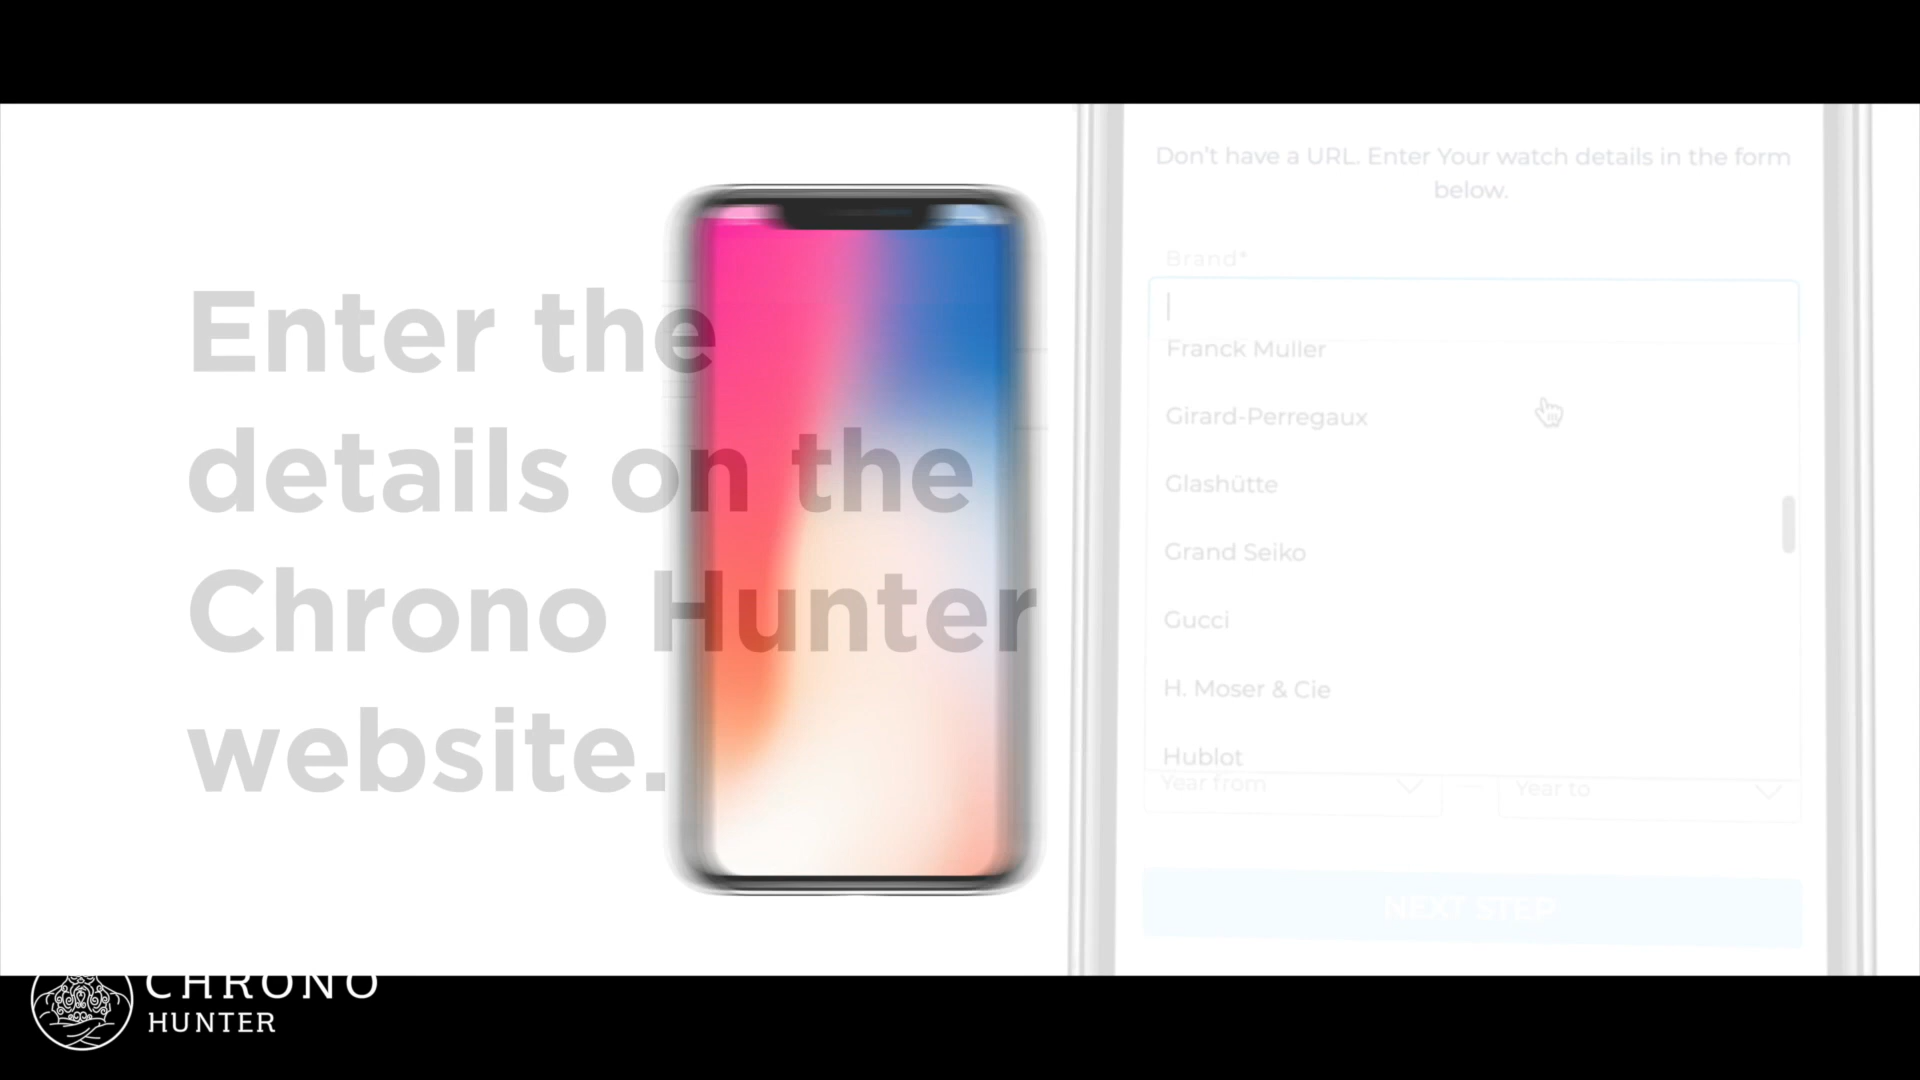 Enter the
details on the
Chrono Hunter
website.
Don't have a URL. Enter Your watch details in the form
below.
Brand*
Franck Muller
Girard-Perregaux
Glashütte
Grand Seiko
Gucci
H. Moser & Cie
Hublot
Year from
Year to
NEXT STEP
CHRONO
HUNTER